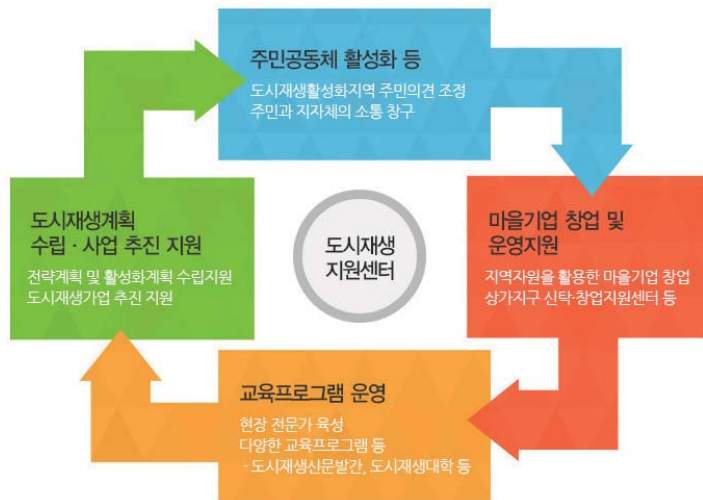 주민공동체 활성화 등
도시재생활성화지역 주민의견 조정
주민과 지자체의 소통 창구
도시재생계획
수립 · 사업 추진 지원
전략계획 및 활성화계획 수립지원
도시재생가업 추진 지원
도시재생
지원센터
마을기업 창업 및
운영지원
지역자원을 활용한 마을기업 창업
상가지구 신탁·창업지원센터 등
교육프로그램 운영
현장 전문가 육성
다양한 교육프로그램 등
- 도시재생신문발간, 도시재생대학 등